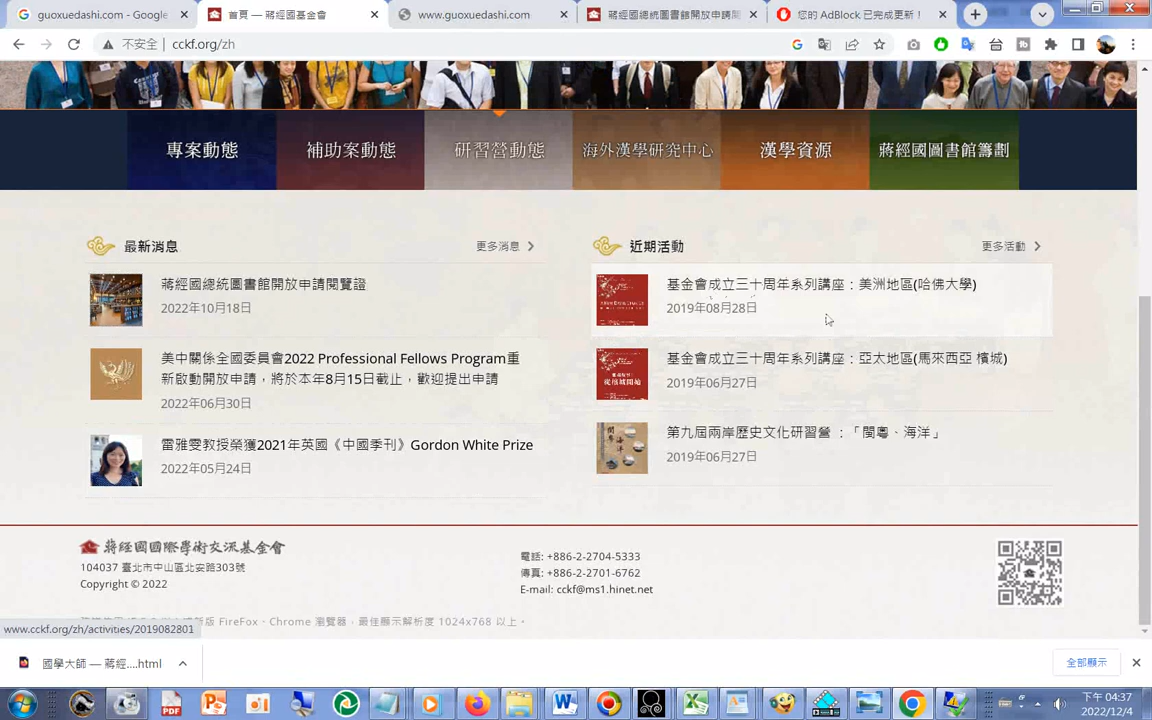 guoxuedashi.com - Google
首頁 — 蔣經國基金會
www.guoxuedashi.com
蔣經國總統圖書館開放申請閱
您的 AdBlock 已完成更新！
不安全 | cckf.org/zh
專案動態
補助案動態
研習營動態
海外漢學研究中心
漢學資源
蔣經國圖書館籌劃
最新消息
更多消息
蔣經國總統圖書館開放申請閱覽證
2022年10月18日
美中關係全國委員會2022 Professional Fellows Program重
新啟動開放申請，將於本年8月15日截止，歡迎提出申請
2022年06月30日
雷雅雯教授榮獲2021年英國《中國季刊》Gordon White Prize
2022年05月24日
近期活動
更多活動
基金會成立三十周年系列講座：美洲地區(哈佛大學)
2019年08月28日
基金會成立三十周年系列講座：亞太地區(馬來西亞 檳城)
2019年06月27日
第九屆兩岸歷史文化研習營 ：「閩粵、海洋」
2019年06月27日
蔣經國國際學術交流基金會
104037 臺北市中山區北安路303號
Copyright © 2022
電話: +886-2-2704-5333
傳真: +886-2-2701-6762
E-mail: cckf@ms1.hinet.net
版 FireFox、Chrome 瀏覽器，最佳顯示解析度 1024x768 以上。
www.cckf.org/zh/activities/2019082801
國學大師 — 蔣經....html
全部顯示
下午 04:37
2022/12/4